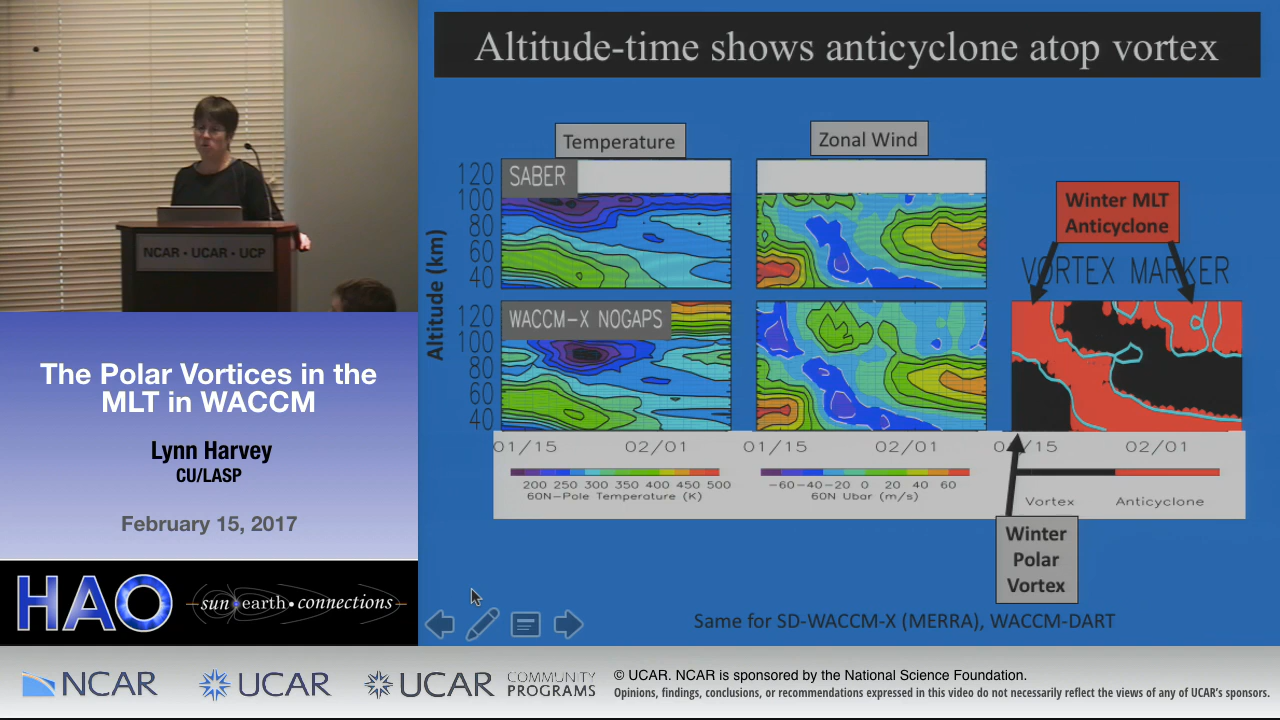 Altitude-time shows anticyclone atop vortex
Temperature
Zonal Wind
SABER
WACCM-X NOGAPS
Altitude (km)
120
100
80
60
40
120
100
80
60
40
Winter MLT
Anticyclone
VORTEX MARKER
01/15 02/01
01/15 02/01
02/01
200 250 300 350 400 450 500
60N-Pole Temperature (K)
-60-40-20 0 20 40 60
60N Ubar (m/s)
Vortex Anticyclone
Winter
Polar
Vortex
Same for SD-WACCM-X (MERRA), WACCM-DART
NCAR • UCAR • UCP
The Polar Vortices in the
MLT in WACCM
Lynn Harvey
CU/LASP
February 15, 2017
HAO
sun•earth•connections
NCAR
UCAR
UCAR
COMMUNITY
PROGRAMS
© UCAR. NCAR is sponsored by the National Science Foundation.
Opinions, findings, conclusions, or recommendations expressed in this video do not necessarily reflect the views of any of UCAR's sponsors.